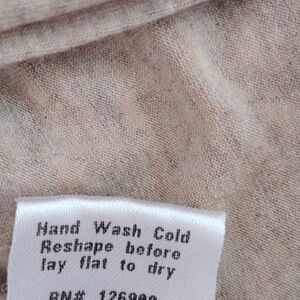 Hand Wash Cold
Reshape before
lay flat to dry
RN# 126900